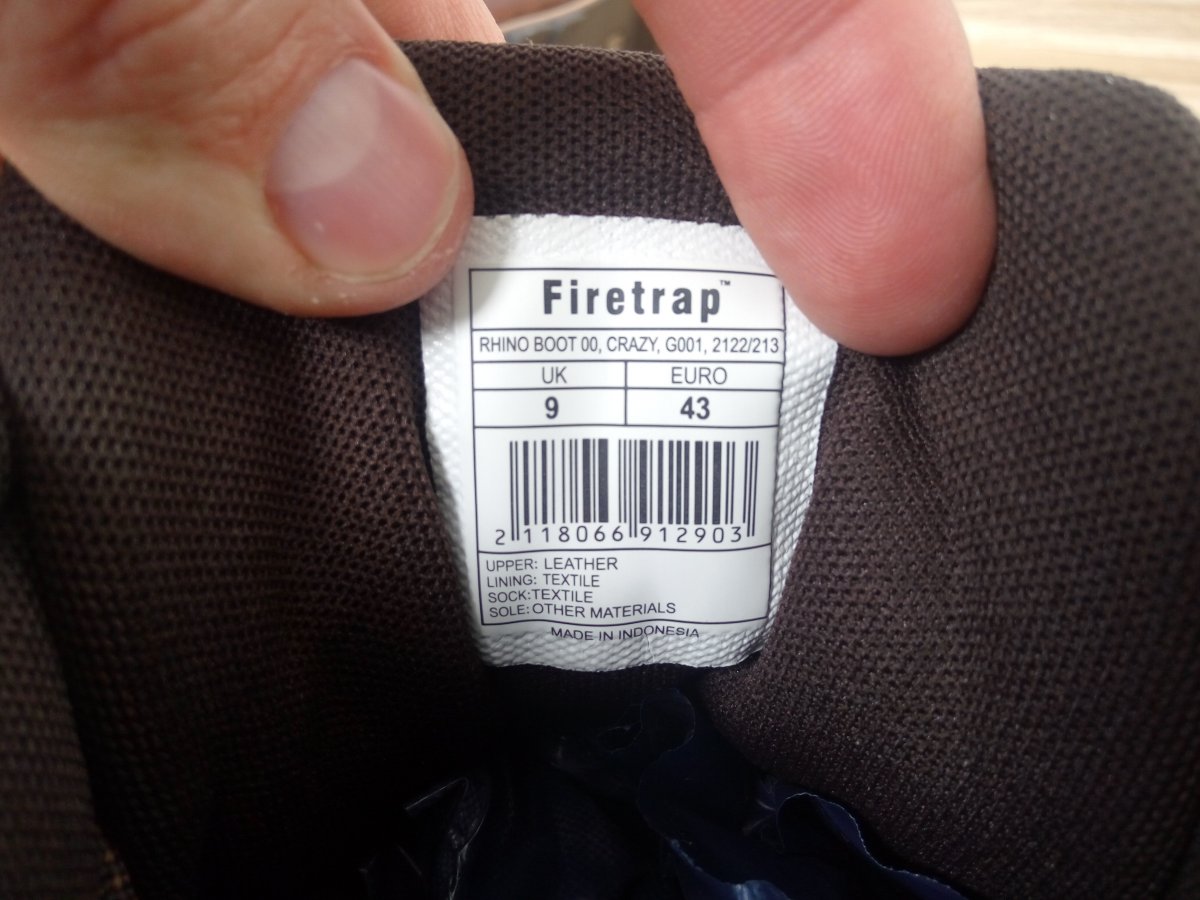 Firetrap™
RHINO BOOT 00, CRAZY, G001, 2122/213
UK EURO
9 43
2 118066 912903
UPPER: LEATHER
LINING: TEXTILE
SOCK:TEXTILE
SOLE: OTHER MATERIALS
MADE IN INDONESIA